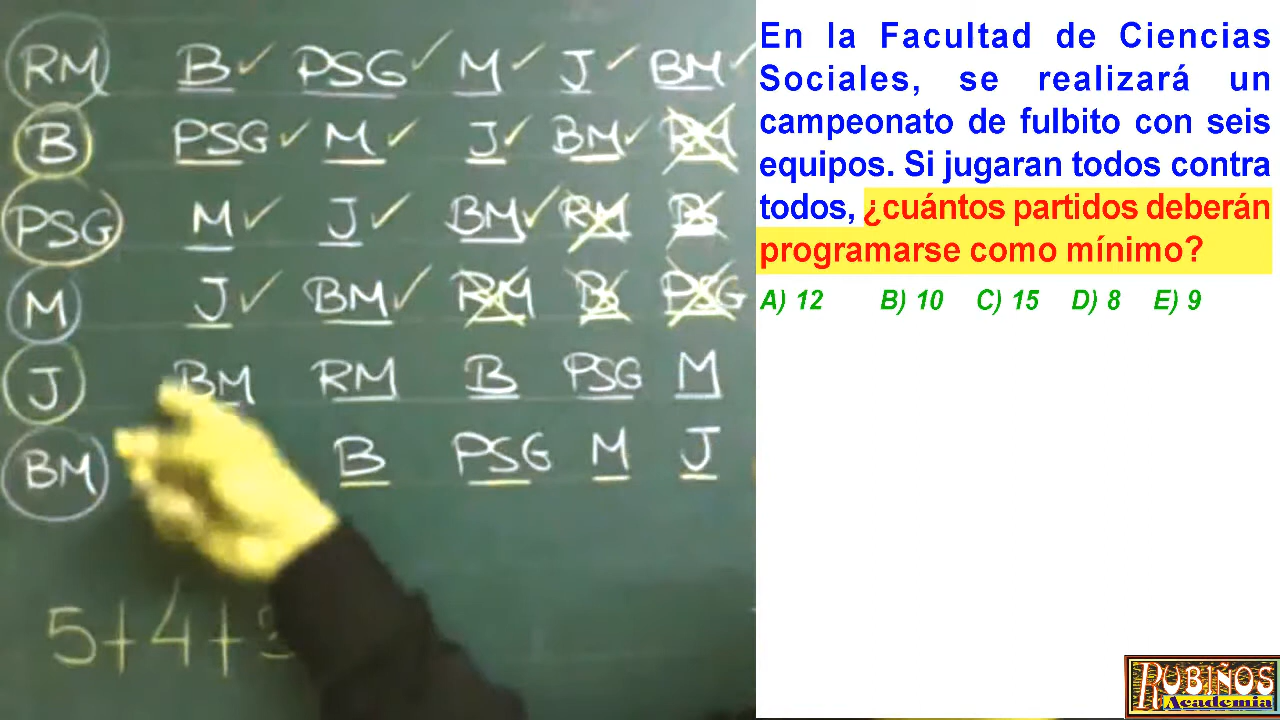 RM B ✓ PSG ✓ M ✓ J ✓ BM ✓
B PSG ✓ M ✓ J ✓ BM ✓ RM
PSG M ✓ J ✓ BM ✓ RM B
M J ✓ BM ✓ RM B PSG
J BM RM B PSG M
BM B PSG M J
5+4+3
En la Facultad de Ciencias
Sociales, se realizará un
campeonato de fulbito con seis
equipos. Si jugaran todos contra
todos, ¿cuántos partidos deberán
programarse como mínimo?
A) 12 B) 10 C) 15 D) 8 E) 9
RUBIÑOS
Academia